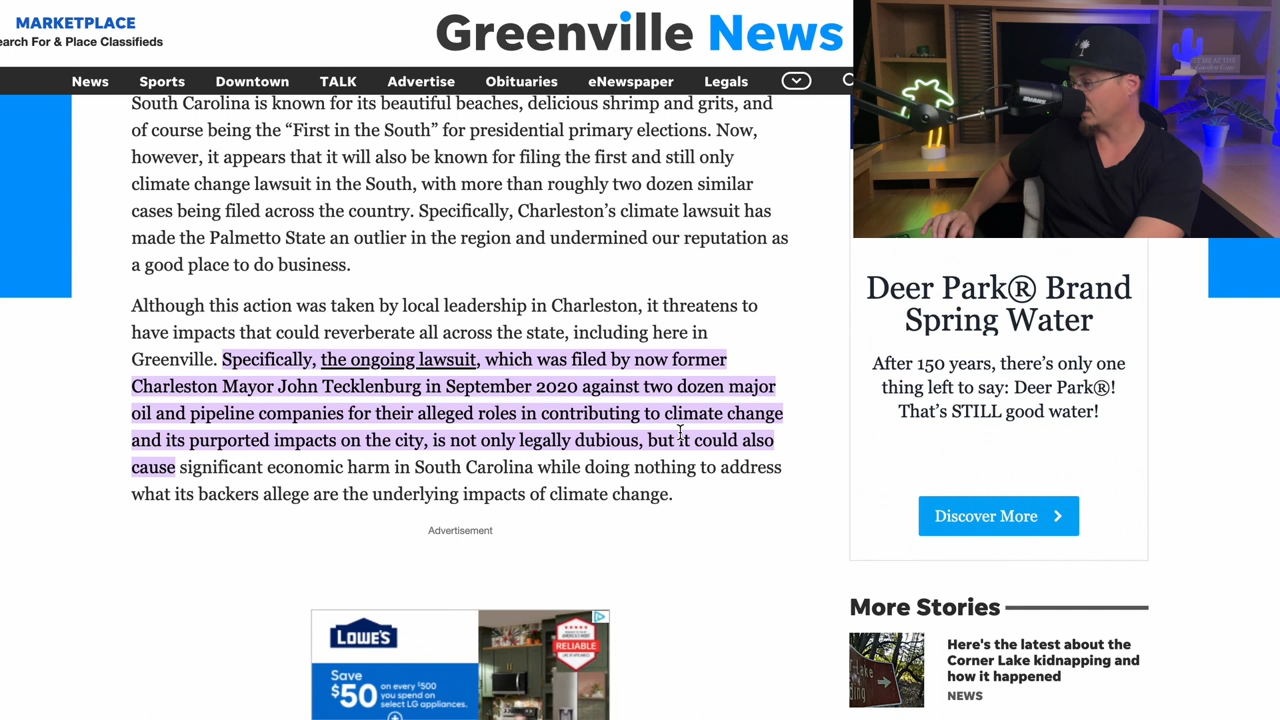 MARKETPLACE
earch For & Place Classifieds
Greenville News
News
Sports
Downtown
TALK
Advertise
Obituaries
eNewspaper
Legals
South Carolina is known for its beautiful beaches, delicious shrimp and grits, and
of course being the “First in the South” for presidential primary elections. Now,
however, it appears that it will also be known for filing the first and still only
climate change lawsuit in the South, with more than roughly two dozen similar
cases being filed across the country. Specifically, Charleston’s climate lawsuit has
made the Palmetto State an outlier in the region and undermined our reputation as
a good place to do business.
Although this action was taken by local leadership in Charleston, it threatens to
have impacts that could reverberate all across the state, including here in
Greenville. Specifically, the ongoing lawsuit, which was filed by now former
Charleston Mayor John Tecklenburg in September 2020 against two dozen major
oil and pipeline companies for their alleged roles in contributing to climate change
and its purported impacts on the city, is not only legally dubious, but it could also
cause significant economic harm in South Carolina while doing nothing to address
what its backers allege are the underlying impacts of climate change.
Advertisement
LOWE'S
Save
$50
on every $500
you spend on
select LG appliances.
RELIABLE
Deer Park® Brand
Spring Water
After 150 years, there’s only one
thing left to say: Deer Park®!
That’s STILL good water!
Discover More
More Stories
Here's the latest about the
Corner Lake kidnapping and
how it happened
NEWS